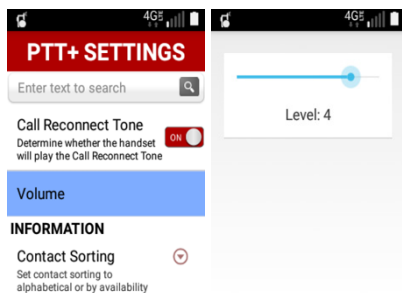 4G
4G
PTT+ SETTINGS
Enter text to search
Call Reconnect Tone
ON
Determine whether the handset
will play the Call Reconnect Tone
Volume
INFORMATION
Contact Sorting
Set contact sorting to
alphabetical or by availability
Level: 4